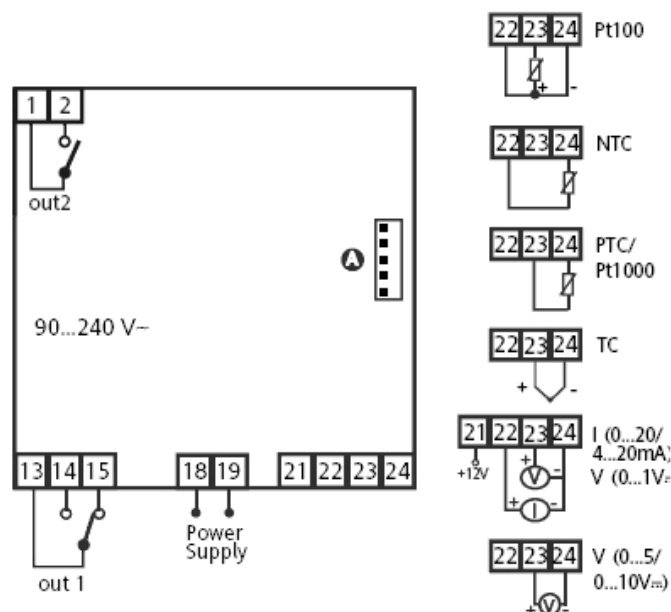 1 2
out2
A
90...240 V~
13 14 15
18 19
21 22 23 24
Power
Supply
out 1
22 23 24
Pt100
+ -
22 23 24
NTC
22 23 24
PTC/
Pt1000
22 23 24
TC
+ -
21 22 23 24
I (0...20/
4...20mA)
V (0...1V⎓
+12V
+ V -
+ I -
22 23 24
V (0...5/
0...10V⎓)
+ V -